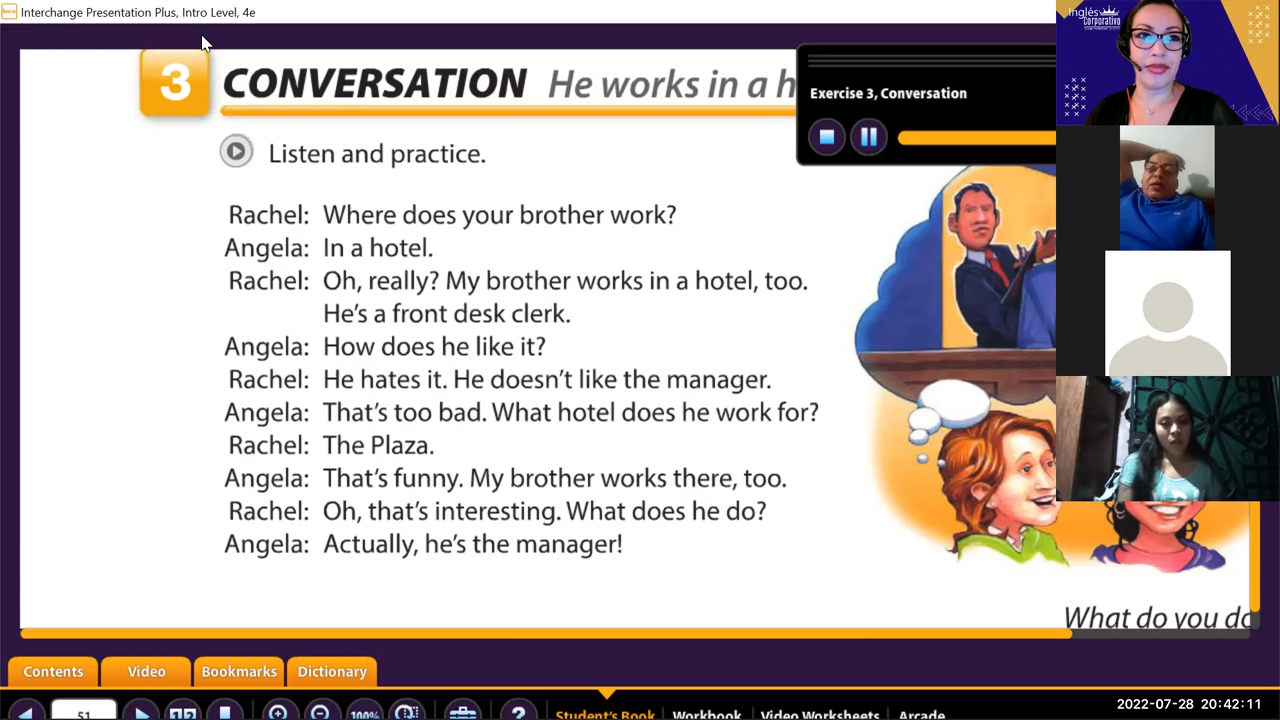 Interchange Presentation Plus, Intro Level, 4e
Inglés
Corporativo
3 CONVERSATION He works in a h
Exercise 3, Conversation
Listen and practice.
Rachel: Where does your brother work?
Angela: In a hotel.
Rachel: Oh, really? My brother works in a hotel, too.
He's a front desk clerk.
Angela: How does he like it?
Rachel: He hates it. He doesn't like the manager.
Angela: That's too bad. What hotel does he work for?
Rachel: The Plaza.
Angela: That's funny. My brother works there, too.
Rachel: Oh, that's interesting. What does he do?
Angela: Actually, he's the manager!
What do you do
Contents Video Bookmarks Dictionary
51 100% ? Student's Book Workbook Video Worksheets Arcade
2022-07-28 20:42:11